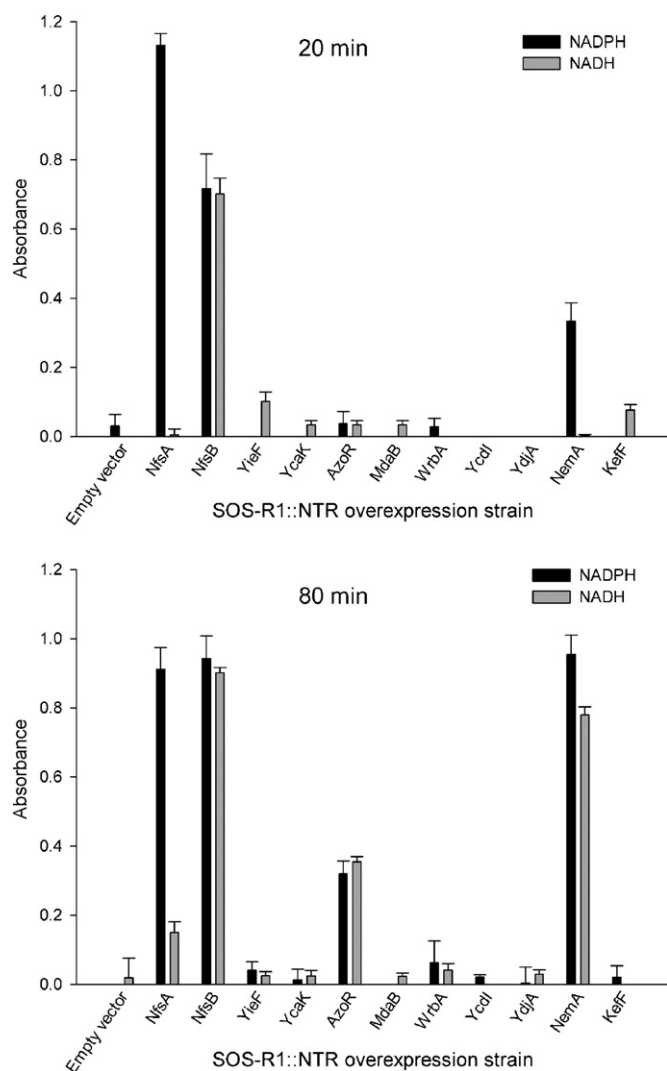 20 min
NADPH
NADH
1.2
1.0
0.8
0.6
0.4
0.2
0.0
Absorbance
Empty vector
NfsA
NfsB
YieF
YcaK
AzoR
MdaB
WrbA
YcdI
YdjA
NemA
KefF
SOS-R1::NTR overexpression strain
80 min
NADPH
NADH
1.2
1.0
0.8
0.6
0.4
0.2
0.0
Absorbance
Empty vector
NfsA
NfsB
YieF
YcaK
AzoR
MdaB
WrbA
YcdI
YdjA
NemA
KefF
SOS-R1::NTR overexpression strain